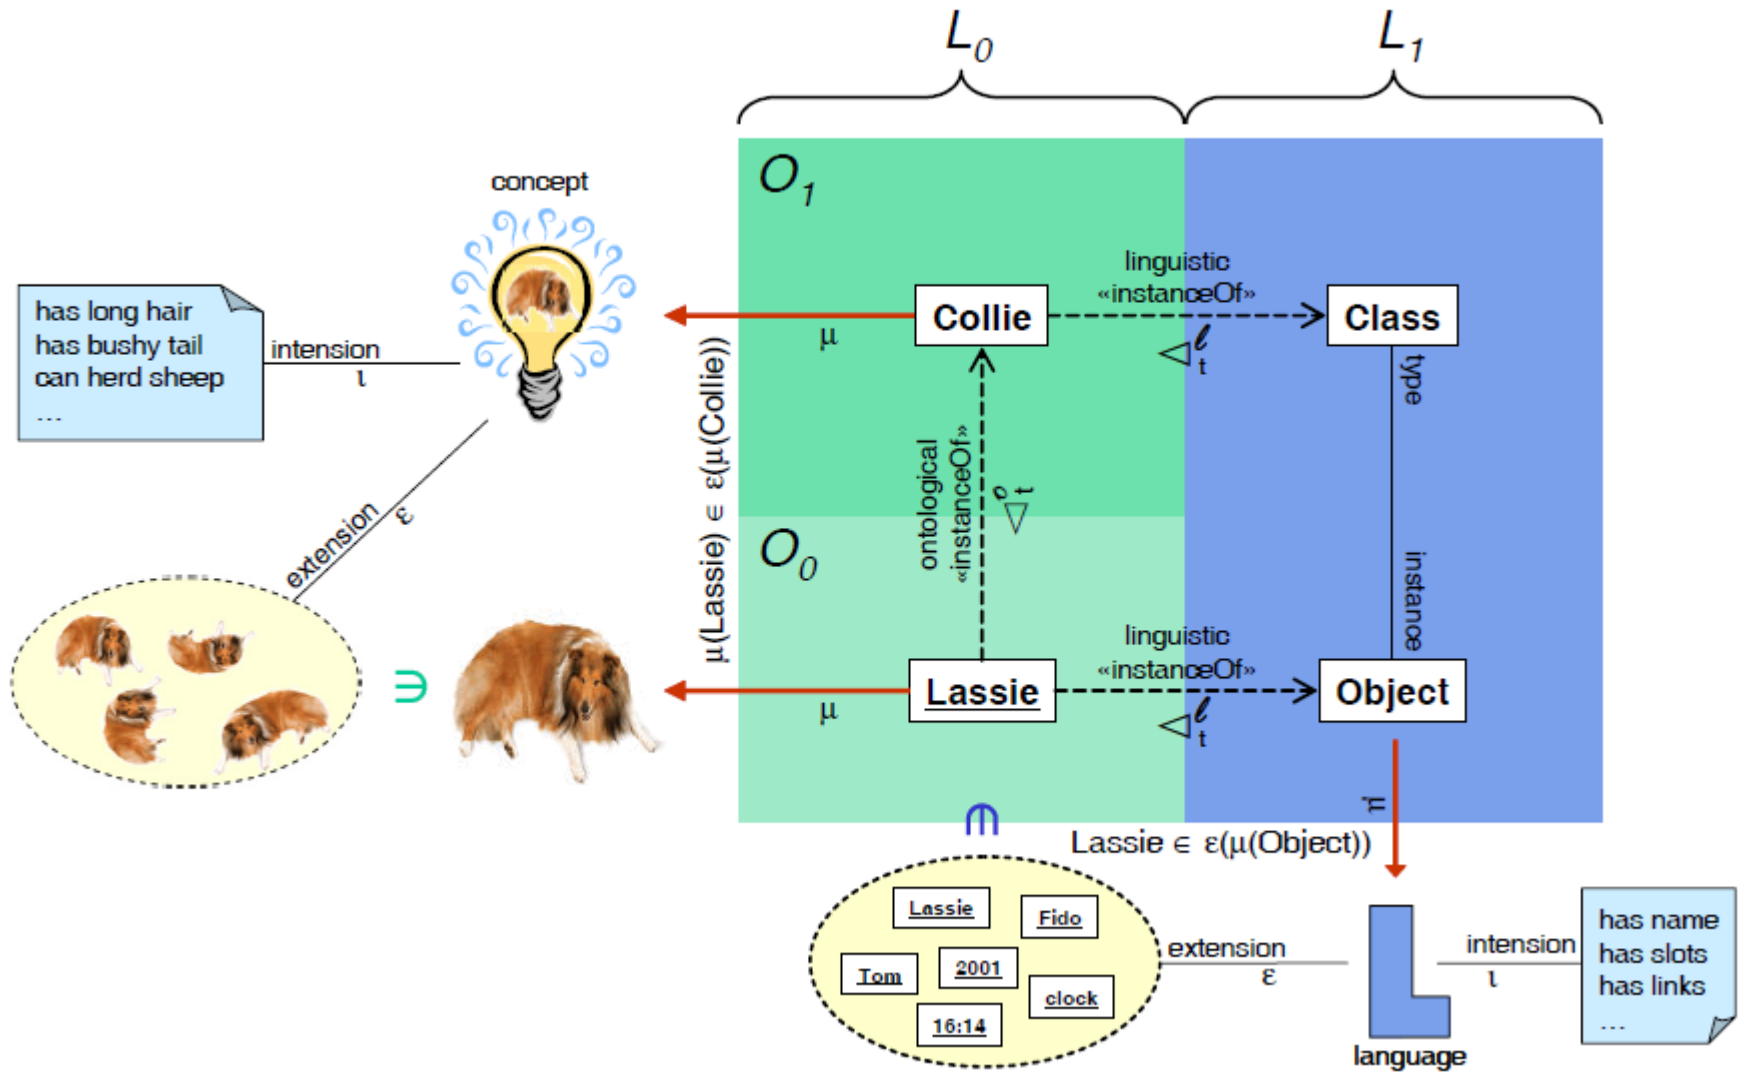 L0
L1
O1
concept
linguistic
«instanceOf»
has long hair
has bushy tail
can herd sheep
...
intension
ι
μ
Collie
Class
◁ ℓ t
type
μ(Lassie) ∈ ε(μ(Collie))
ontological
«instanceOf»
◁ o t
extension
ε
O0
instance
linguistic
«instanceOf»
∋
μ
Lassie
Object
◁ ℓ t
μ
∈
Lassie ∈ ε(μ(Object))
Lassie
Fido
Tom
2001
clock
16:14
extension
ε
intension
ι
has name
has slots
has links
...
language